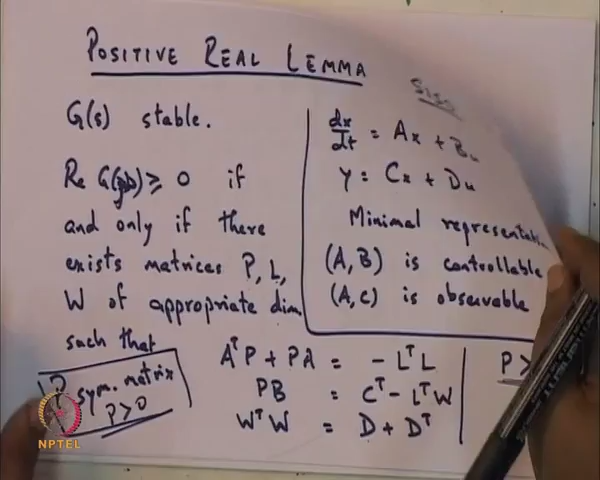 POSITIVE REAL LEMMA
G(s) stable.
Re G(jω) ≥ 0 if
and only if there
exists matrices P, L,
W of appropriate dim
such that
P sym. matrix
P > 0
SISO
dx/dt = Ax + Bu
y = Cx + Du
Minimal representa
(A, B) is controllable
(A, C) is observable
AᵀP + PA = - LᵀL
PB = Cᵀ - LᵀW
WᵀW = D + Dᵀ
P >
NPTEL